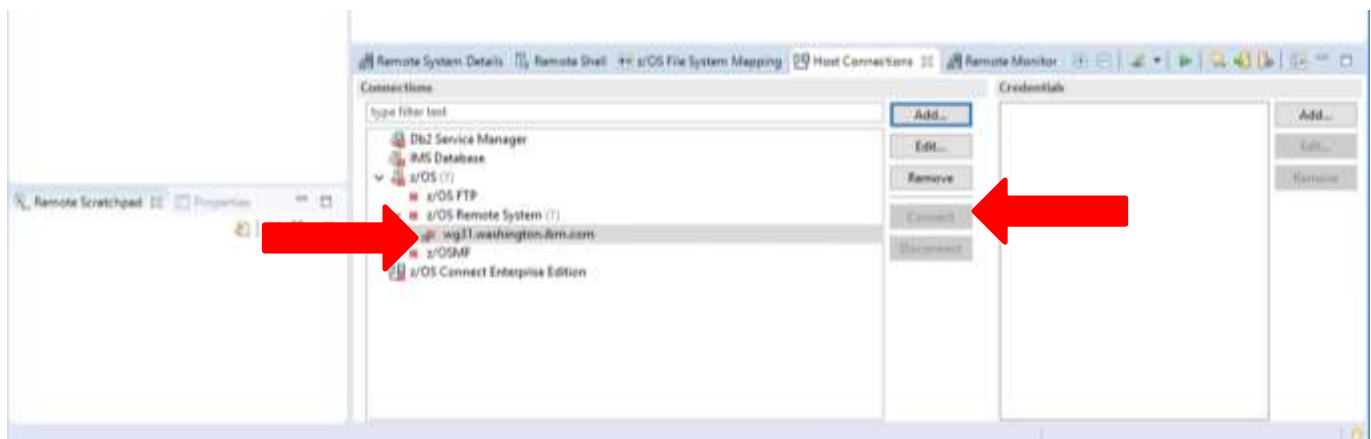 Remote System Details Remote Shell z/OS File System Mapping Host Connections Remote Monitor
Connections
Credentials
type filter text
Add...
Add...
Db2 Service Manager
Edit...
Edit...
IMS Database
z/OS (1)
Remove
Remove
z/OS FTP
Remote Scratchpad Properties
z/OS Remote System (1)
Connect
wg31.washington.ibm.com
z/OSMF
Disconnect
z/OS Connect Enterprise Edition